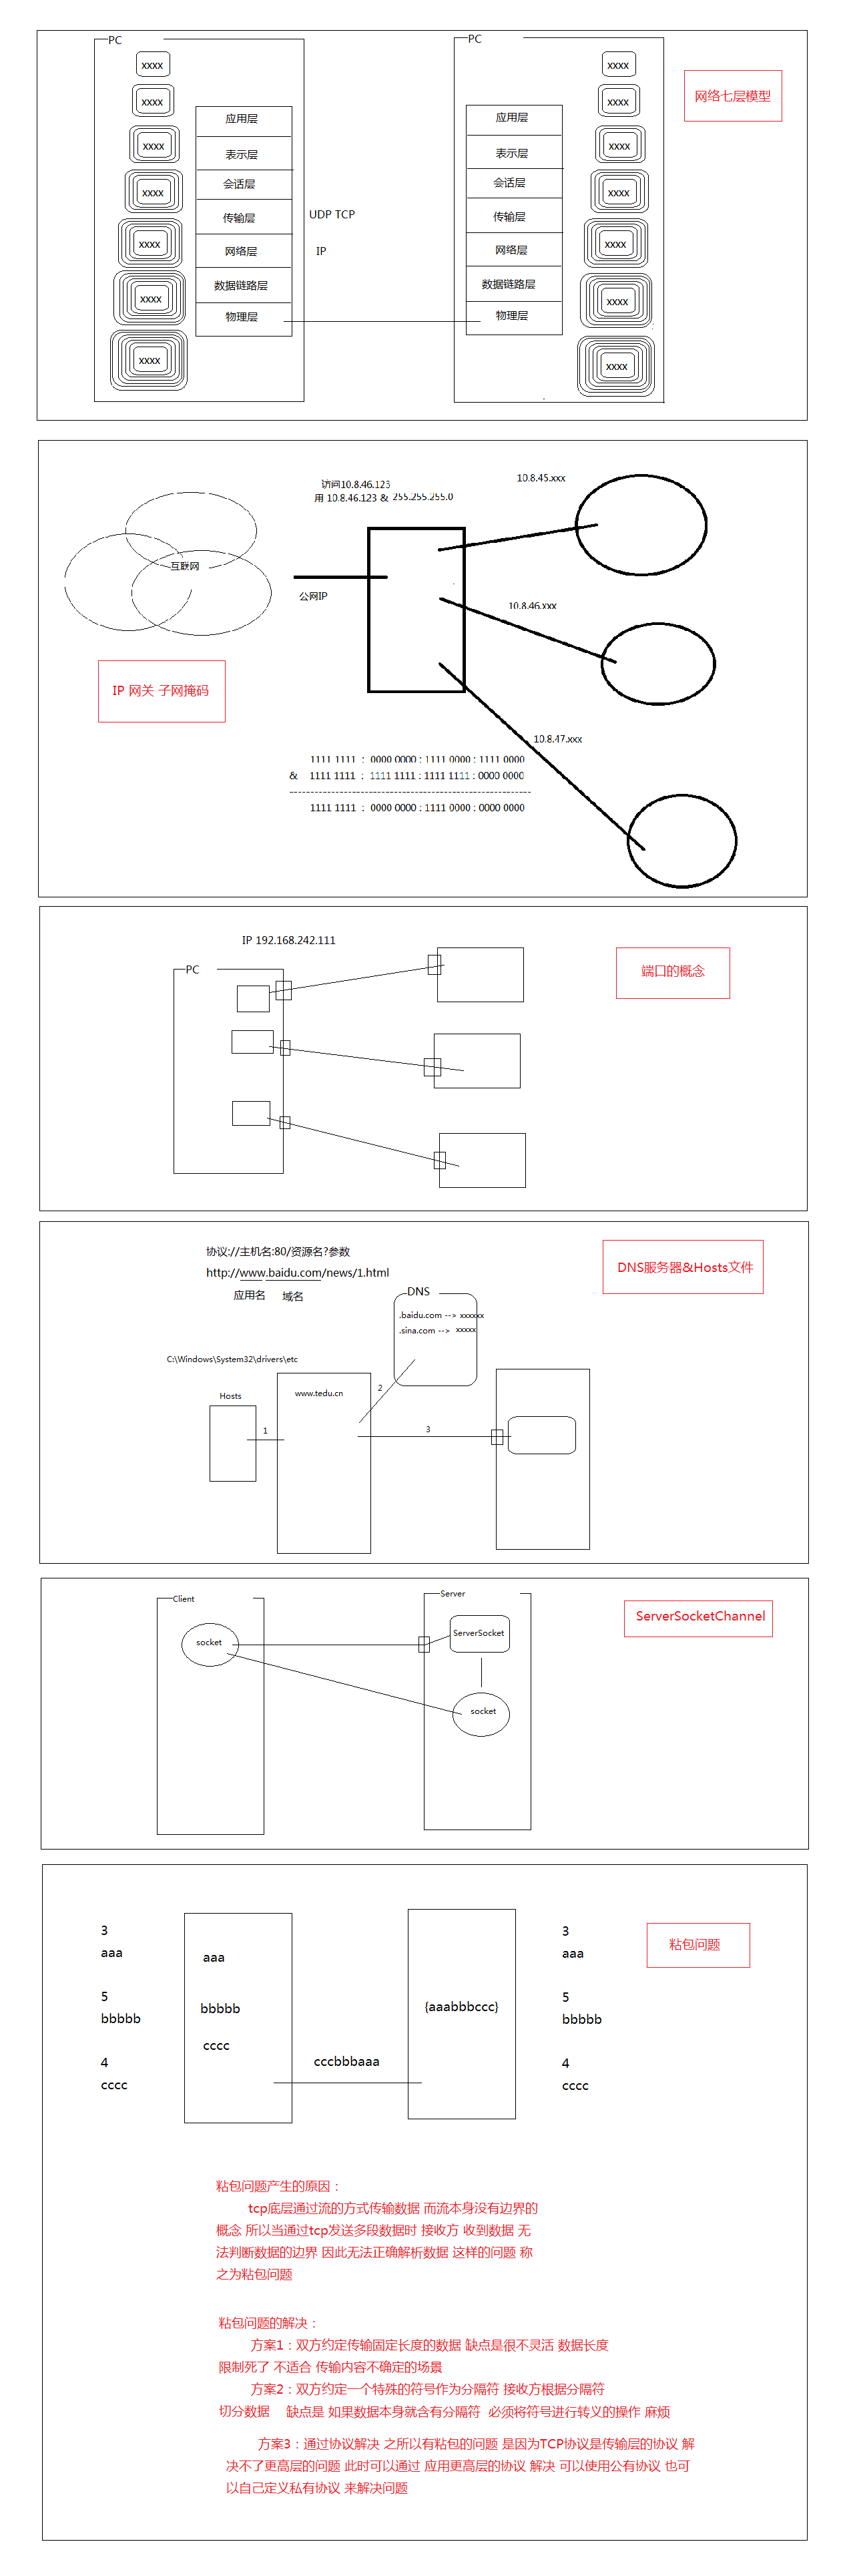 PC
PC
xxxx
xxxx
xxxx
xxxx
xxxx
xxxx
xxxx
应用层
表示层
会话层
传输层
网络层
数据链路层
物理层
UDP TCP
IP
应用层
表示层
会话层
传输层
网络层
数据链路层
物理层
xxxx
xxxx
xxxx
xxxx
xxxx
xxxx
xxxx
网络七层模型
访问10.8.46.123
用 10.8.46.123 & 255.255.255.0
10.8.45.xxx
互联网
公网IP
10.8.46.xxx
IP 网关 子网掩码
10.8.47.xxx
1111 1111 : 0000 0000 : 1111 0000 : 1111 0000
& 1111 1111 : 1111 1111 : 1111 1111 : 0000 0000
1111 1111 : 0000 0000 : 1111 0000 : 0000 0000
IP 192.168.242.111
PC
端口的概念
协议://主机名:80/资源名?参数
http://www.baidu.com/news/1.html
应用名 域名
DNS服务器&Hosts文件
DNS
.baidu.com --> xxxxxx
.sina.com --> xxxxx
C:\Windows\System32\drivers\etc
Hosts
www.tedu.cn
1
2
3
Client
Server
socket
ServerSocket
socket
ServerSocketChannel
3
aaa
5
bbbbb
4
cccc
aaa
bbbbb
cccc
cccbbbaaa
{aaabbbccc}
3
aaa
5
bbbbb
4
cccc
粘包问题
粘包问题产生的原因：
tcp底层通过流的方式传输数据 而流本身没有边界的
概念 所以当通过tcp发送多段数据时 接收方 收到数据 无
法判断数据的边界 因此无法正确解析数据 这样的问题 称
之为粘包问题
粘包问题的解决：
方案1：双方约定传输固定长度的数据 缺点是很不灵活 数据长度
限制死了 不适合 传输内容不确定的场景
方案2：双方约定一个特殊的符号作为分隔符 接收方根据分隔符
切分数据 缺点是 如果数据本身就含有分隔符 必须将符号进行转义的操作 麻烦
方案3：通过协议解决 之所以有粘包的问题 是因为TCP协议是传输层的协议 解
决不了更高层的问题 此时可以通过 应用更高层的协议 解决 可以使用公有协议 也可
以自己定义私有协议 来解决问题